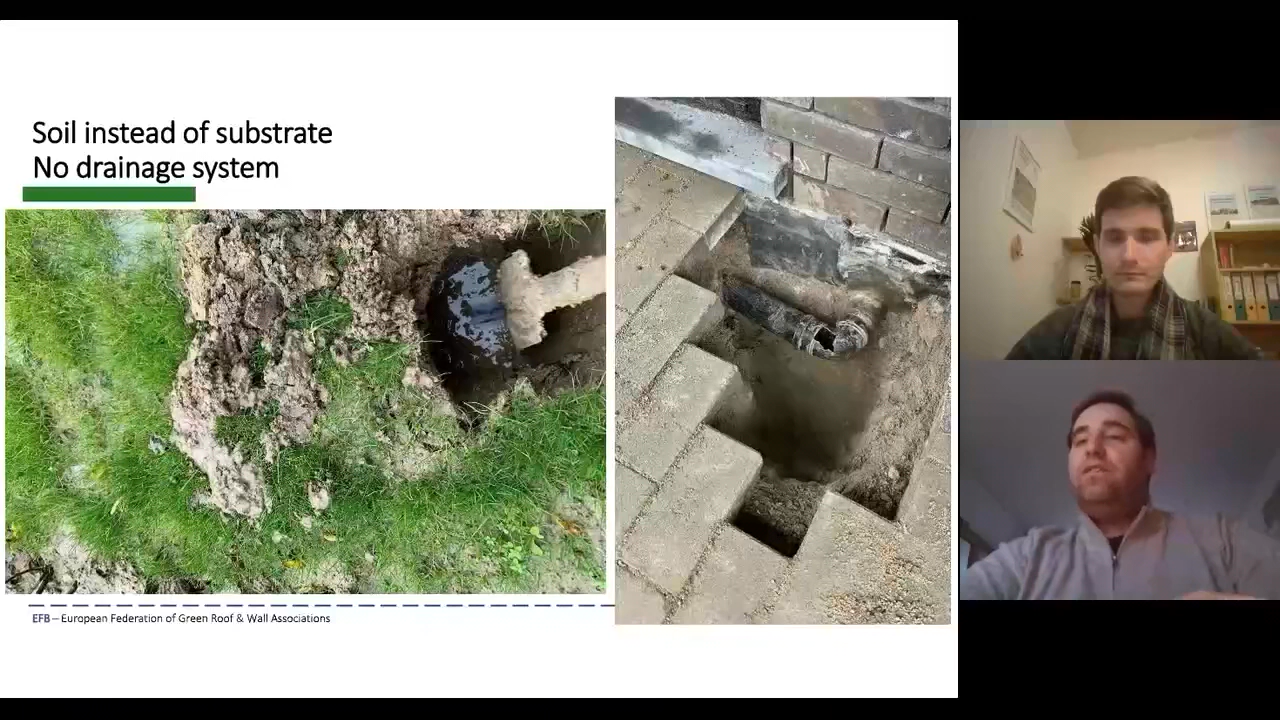 Soil instead of substrate
No drainage system
EFB – European Federation of Green Roof & Wall Associations